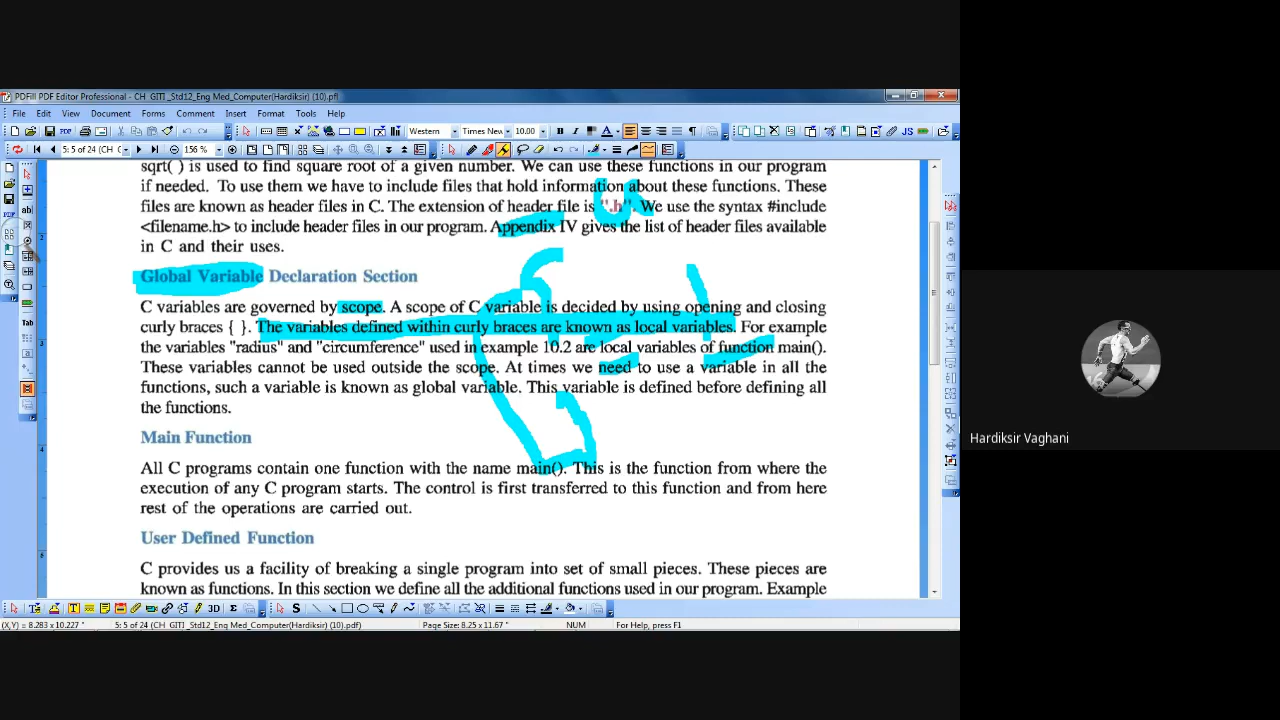 PDFill PDF Editor Professional - CH GITI _Std12_Eng Med_Computer(Hardiksir) (10).pfl
File Edit View Document Forms Comment Insert Format Tools Help
PDF Western Times New 10.00 B I A JS
5: 5 of 24 (CH 156 %
sqrt( ) is used to find square root of a given number. We can use these functions in our program
if needed. To use them we have to include files that hold information about these functions. These
files are known as header files in C. The extension of header file is ".h". We use the syntax #include
<filename.h> to include header files in our program. Appendix IV gives the list of header files available
in C and their uses.
Global Variable Declaration Section
C variables are governed by scope. A scope of C variable is decided by using opening and closing
curly braces { }. The variables defined within curly braces are known as local variables. For example
the variables "radius" and "circumference" used in example 10.2 are local variables of function main().
These variables cannot be used outside the scope. At times we need to use a variable in all the
functions, such a variable is known as global variable. This variable is defined before defining all
the functions.
Main Function
All C programs contain one function with the name main(). This is the function from where the
execution of any C program starts. The control is first transferred to this function and from here
rest of the operations are carried out.
User Defined Function
C provides us a facility of breaking a single program into set of small pieces. These pieces are
known as functions. In this section we define all the additional functions used in our program. Example
Tab
3D
(X,Y) = 8.283 x 10.227 " 5: 5 of 24 (CH GITI _Std12_Eng Med_Computer(Hardiksir) (10).pdf) Page Size: 8.25 x 11.67 " NUM For Help, press F1
Hardiksir Vaghani